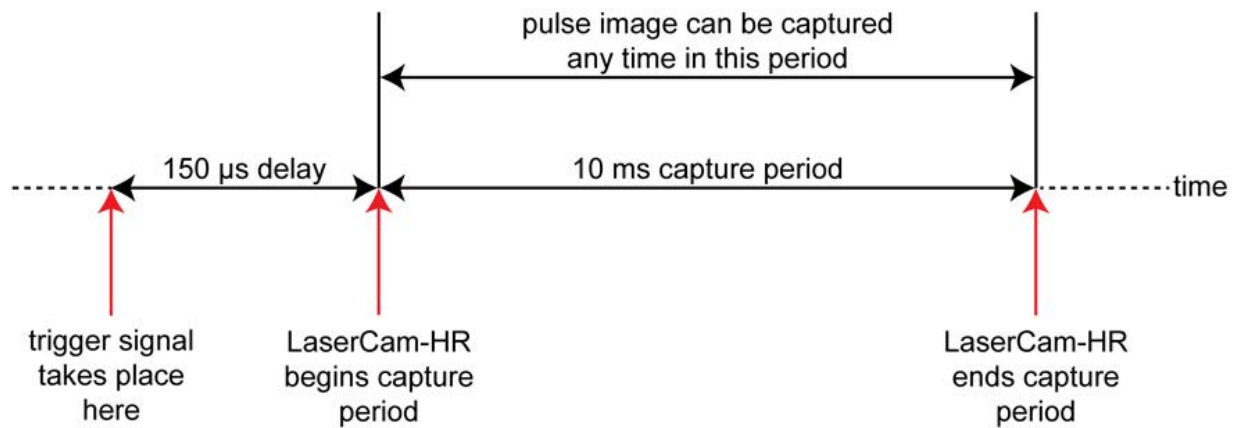 pulse image can be captured
any time in this period
150 µs delay
10 ms capture period
time
trigger signal
takes place
here
LaserCam-HR
begins capture
period
LaserCam-HR
ends capture
period